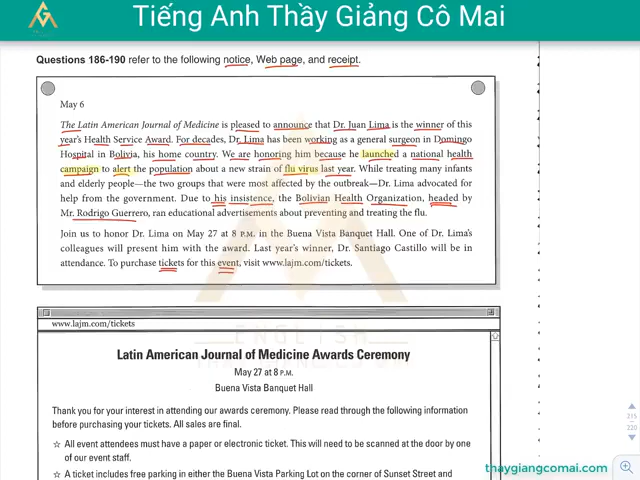 Tiếng Anh Thầy Giảng Cô Mai
Questions 186-190 refer to the following notice, Web page, and receipt.
May 6
The Latin American Journal of Medicine is pleased to announce that Dr. Juan Lima is the winner of this
year's Health Service Award. For decades, Dr. Lima has been working as a general surgeon in Domingo
Hospital in Bolivia, his home country. We are honoring him because he launched a national health
campaign to alert the population about a new strain of flu virus last year. While treating many infants
and elderly people—the two groups that were most affected by the outbreak—Dr. Lima advocated for
help from the government. Due to his insistence, the Bolivian Health Organization, headed by
Mr. Rodrigo Guerrero, ran educational advertisements about preventing and treating the flu.
Join us to honor Dr. Lima on May 27 at 8 P.M. in the Buena Vista Banquet Hall. One of Dr. Lima's
colleagues will present him with the award. Last year's winner, Dr. Santiago Castillo will be in
attendance. To purchase tickets for this event, visit www.lajm.com/tickets.
www.lajm.com/tickets
ENGLISH
Latin American Journal of Medicine Awards Ceremony
May 27 at 8 P.M.
Buena Vista Banquet Hall
Thank you for your interest in attending our awards ceremony. Please read through the following information
before purchasing your tickets. All sales are final.
☆ All event attendees must have a paper or electronic ticket. This will need to be scanned at the door by one
of our event staff.
☆ A ticket includes free parking in either the Buena Vista Parking Lot on the corner of Sunset Street and
215
220
thaygiangcomai.com